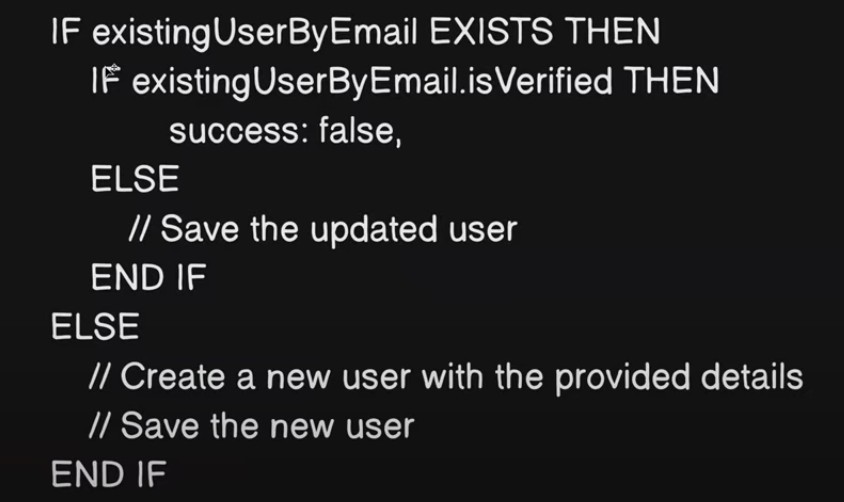 IF existingUserByEmail EXISTS THEN
IF existingUserByEmail.isVerified THEN
success: false,
ELSE
// Save the updated user
END IF
ELSE
// Create a new user with the provided details
// Save the new user
END IF